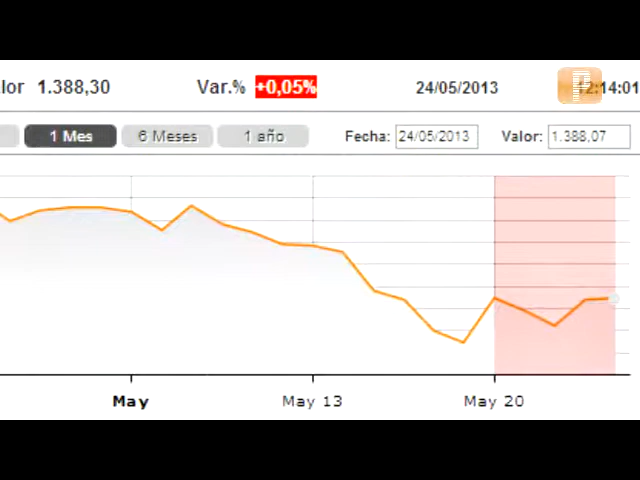 lor 1.388,30 Var.% +0,05% 24/05/2013 12:14:01
1 Mes 6 Meses 1 año Fecha: 24/05/2013 Valor: 1.388,07
May May 13 May 20